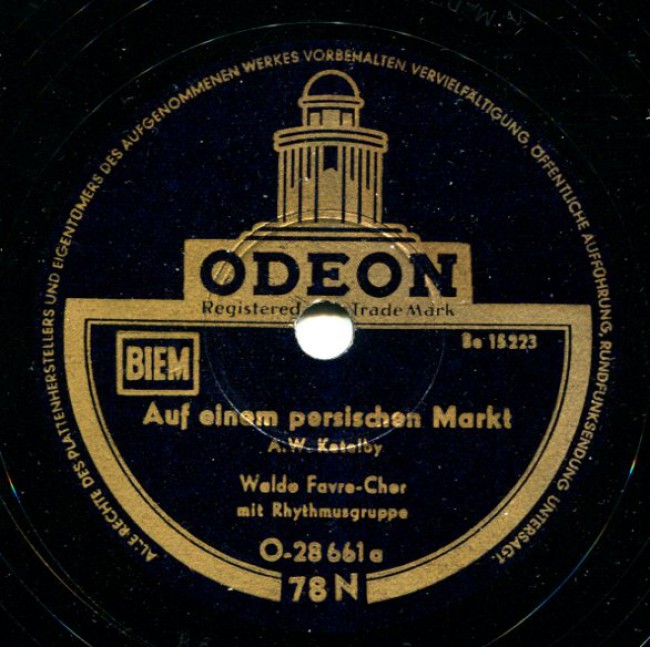 ALLE RECHTE DES PLATTENHERSTELLERS UND EIGENTÜMERS DES AUFGENOMMENEN WERKES VORBEHALTEN. VERVIELFÄLTIGUNG, ÖFFENTLICHE AUFFÜHRUNG, RUNDFUNKSENDUNG UNTERSAGT.
ODEON
Registered Trade Mark
Be 15223
BIEM
Auf einem persischen Markt
A.W. Ketelby
Waldo Favre-Chor
mit Rhythmusgruppe
O-28661a
78 N